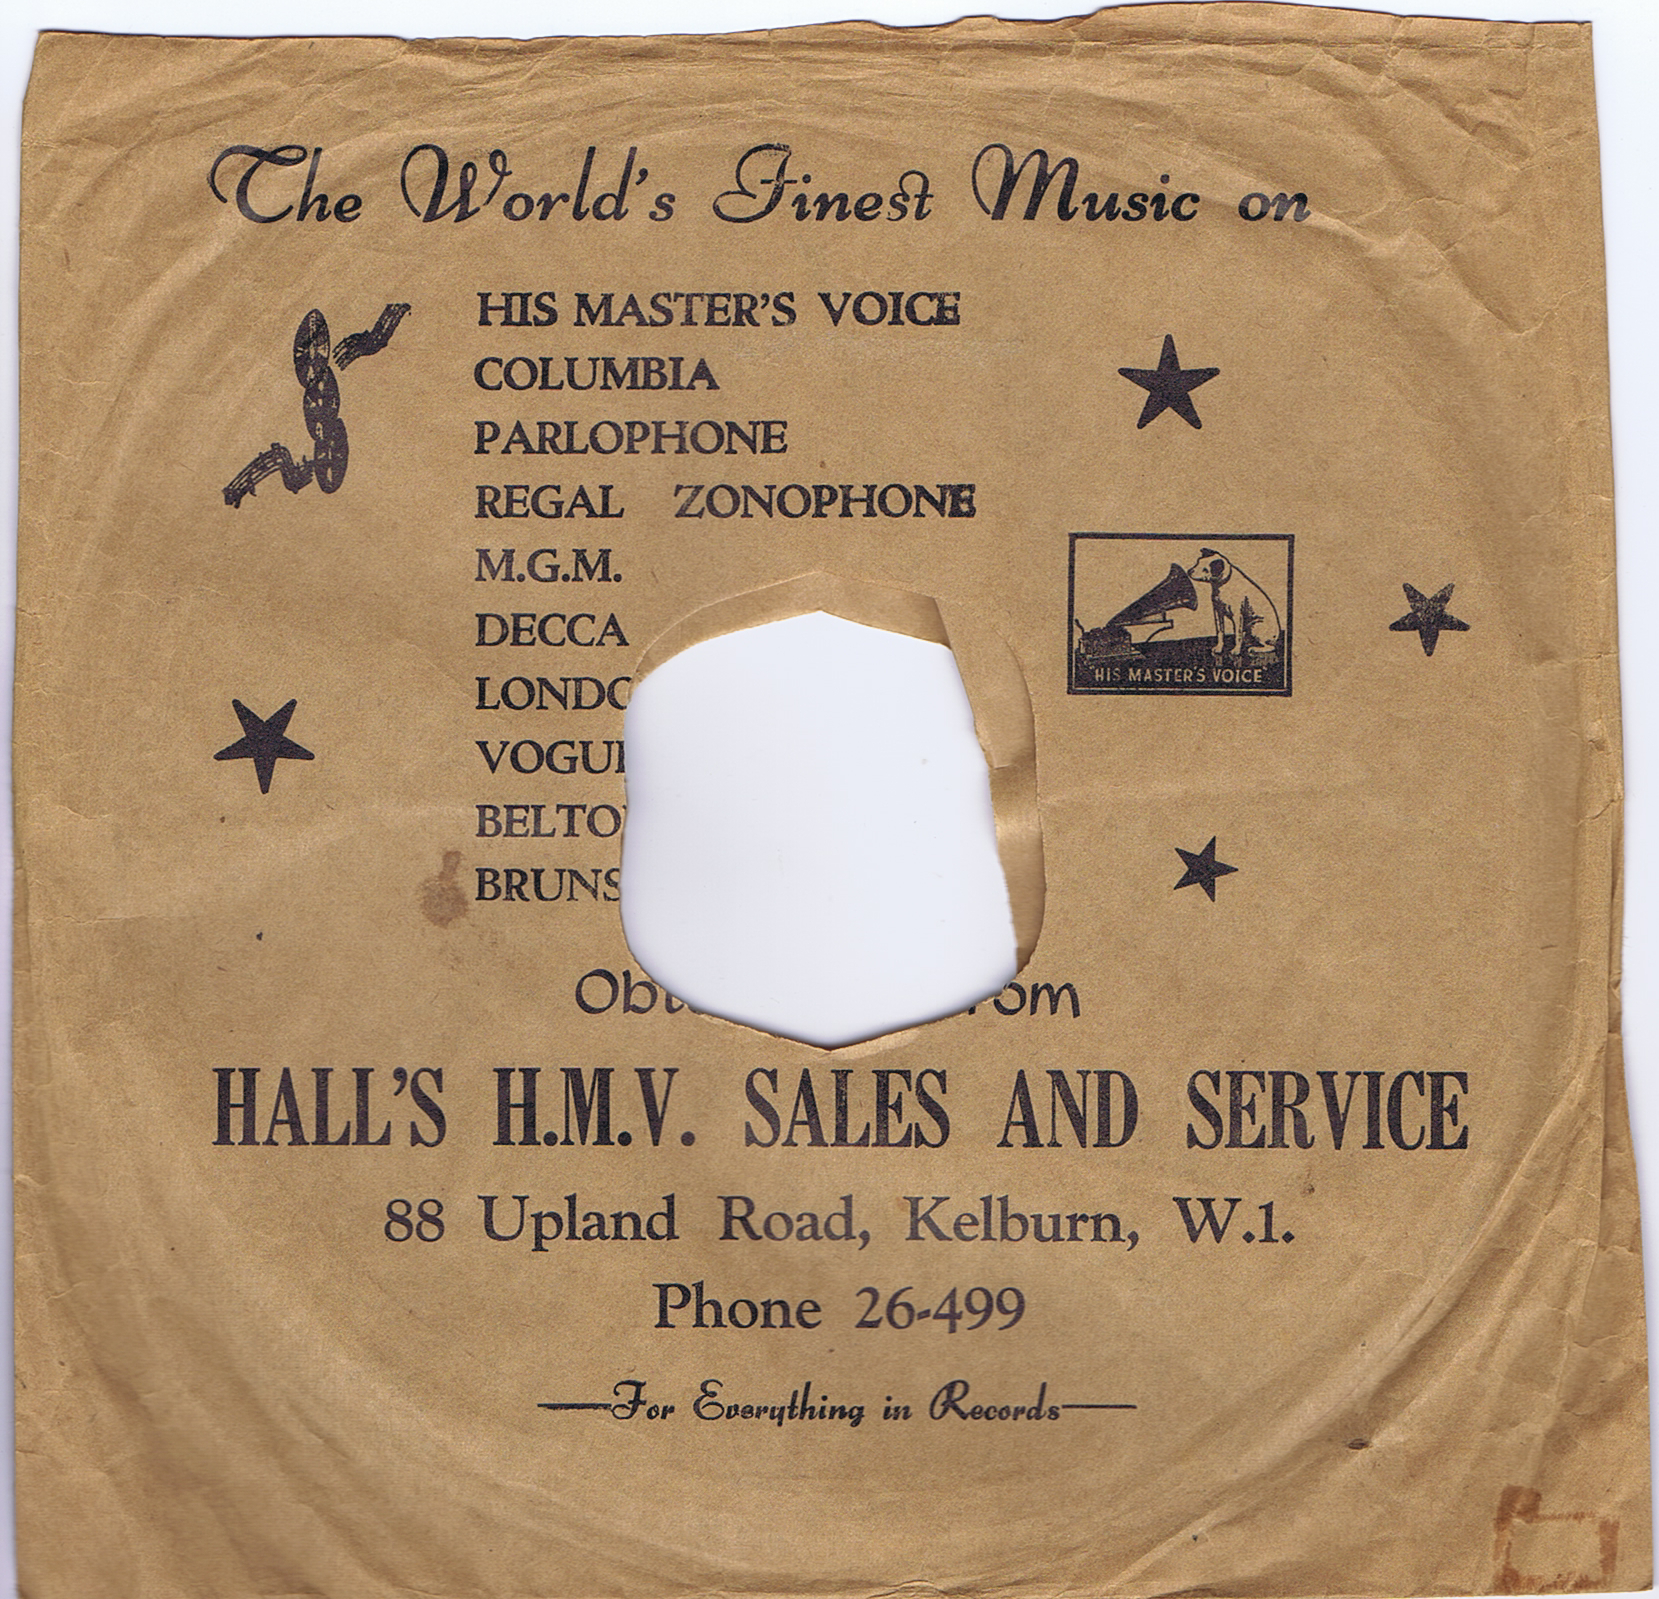 The World's Finest Music on
HIS MASTER'S VOICE
COLUMBIA
PARLOPHONE
REGAL ZONOPHONE
M.G.M.
DECCA
"HIS MASTER'S VOICE"
HALL'S H.M.V. SALES AND SERVICE
88 Upland Road, Kelburn, W.1.
Phone 26-499
For Everything in Records